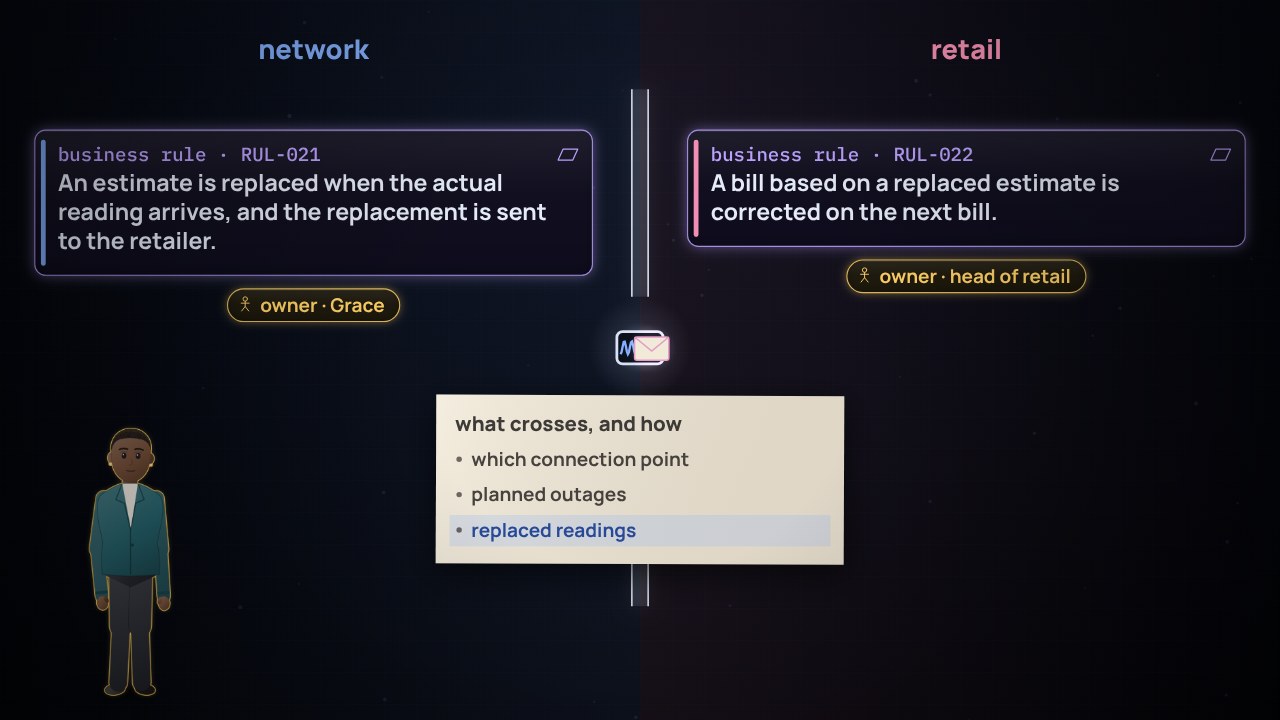 network
retail
business rule · RUL-021
An estimate is replaced when the actual
reading arrives, and the replacement is sent
to the retailer.
owner · Grace
business rule · RUL-022
A bill based on a replaced estimate is
corrected on the next bill.
owner · head of retail
what crosses, and how
• which connection point
• planned outages
• replaced readings